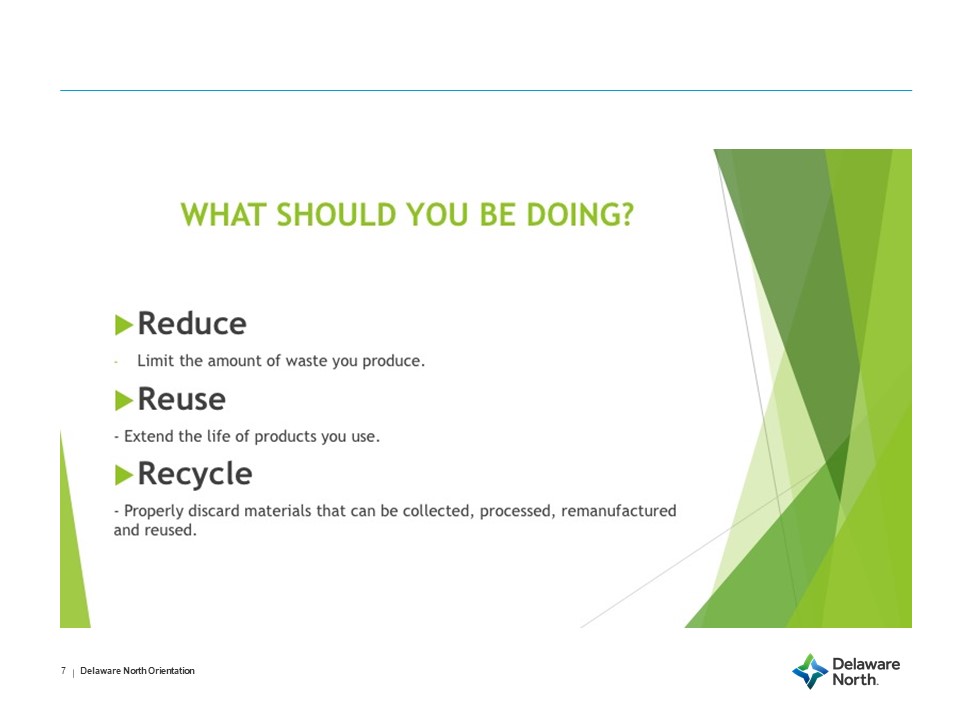 WHAT SHOULD YOU BE DOING?
Reduce
- Limit the amount of waste you produce.
Reuse
- Extend the life of products you use.
Recycle
- Properly discard materials that can be collected, processed, remanufactured
and reused.
7 | Delaware North Orientation
Delaware
North.